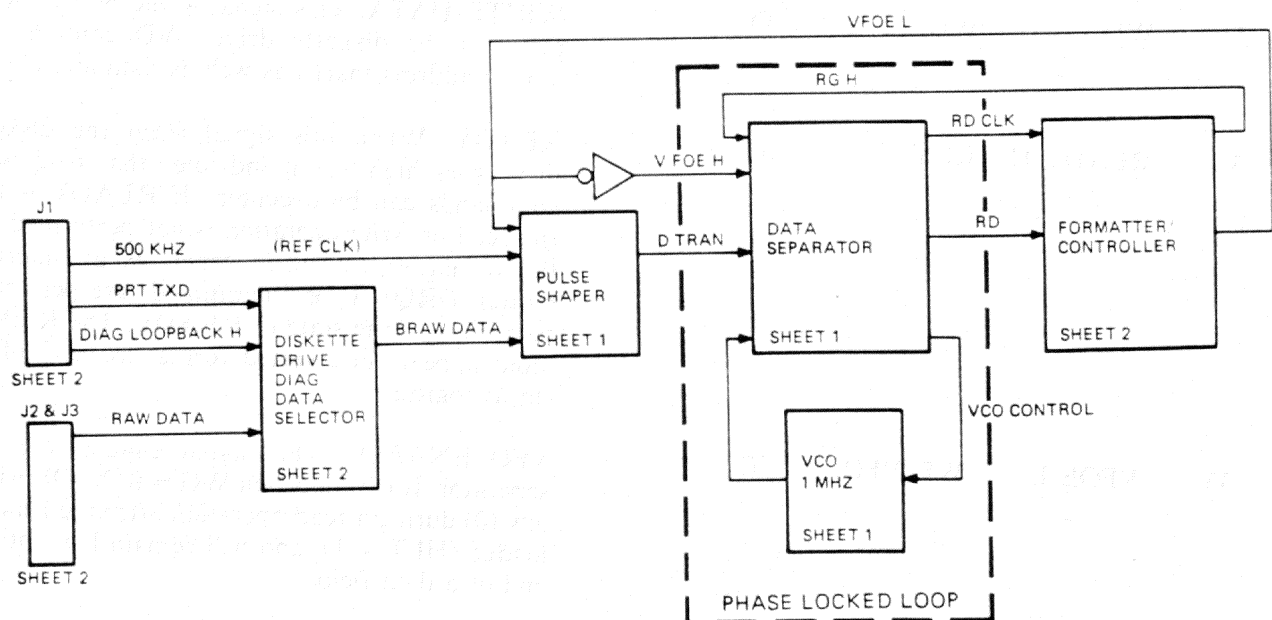 VFOE L
RG H
RD CLK
V FOE H
J1
500 KHZ (REF CLK)
D TRAN
DATA SEPARATOR
RD
FORMATTER/
CONTROLLER
PULSE
SHAPER
PRT TXD
DIAG LOOPBACK H
DISKETTE
DRIVE
DIAG
DATA
SELECTOR
BRAW DATA
SHEET 1
SHEET 1
SHEET 2
SHEET 2
J2 & J3
RAW DATA
VCO CONTROL
SHEET 2
VCO
1 MHZ
SHEET 1
SHEET 2
PHASE LOCKED LOOP